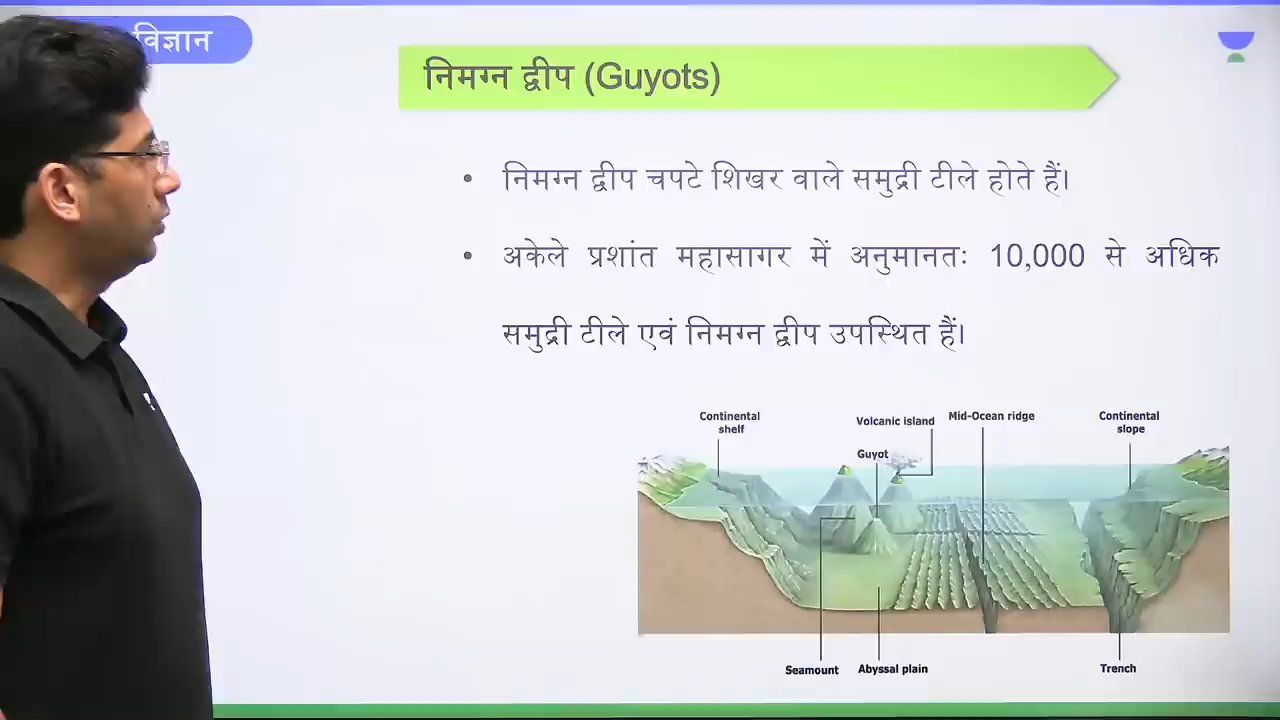 विज्ञान
निमग्न द्वीप (Guyots)
• निमग्न द्वीप चपटे शिखर वाले समुद्री टीले होते हैं।
• अकेले प्रशांत महासागर में अनुमानतः 10,000 से अधिक
समुद्री टीले एवं निमग्न द्वीप उपस्थित हैं।
Continental
shelf
Volcanic island
Mid-Ocean ridge
Continental
slope
Guyot
Seamount
Abyssal plain
Trench